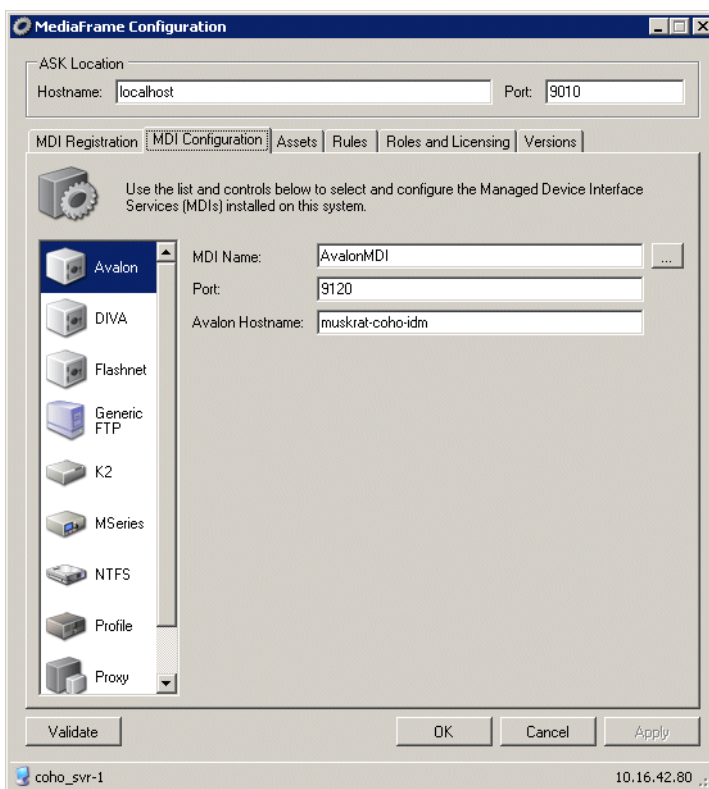 MediaFrame Configuration
ASK Location
Hostname: localhost Port: 9010
MDI Registration MDI Configuration Assets Rules Roles and Licensing Versions
Use the list and controls below to select and configure the Managed Device Interface
Services (MDIs) installed on this system.
Avalon
DIVA
Flashnet
Generic
FTP
K2
MSeries
NTFS
Profile
Proxy
MDI Name: AvalonMDI ...
Port: 9120
Avalon Hostname: muskrat-coho-idm
Validate OK Cancel Apply
coho_svr-1 10.16.42.80